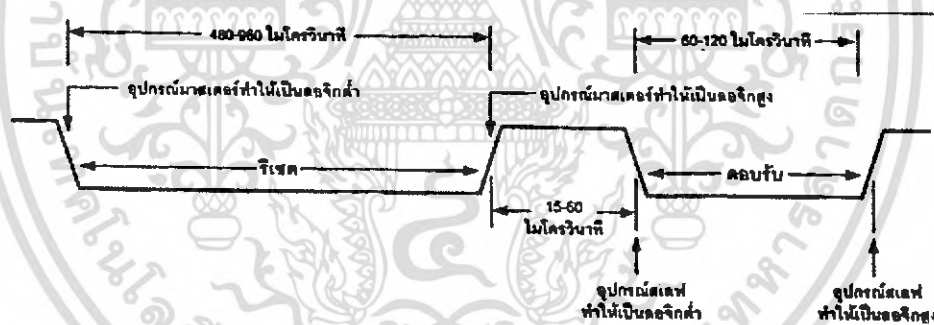 480-960 ไมโครวินาที
60-120 ไมโครวินาที
อุปกรณ์มาสเตอร์ทำให้เป็นลอจิกต่ำ
อุปกรณ์มาสเตอร์ทำให้เป็นลอจิกสูง
รีเซต
ตอบรับ
15-60
ไมโครวินาที
อุปกรณ์สเลฟ
ทำให้เป็นลอจิกต่ำ
อุปกรณ์สเลฟ
ทำให้เป็นลอจิกสูง